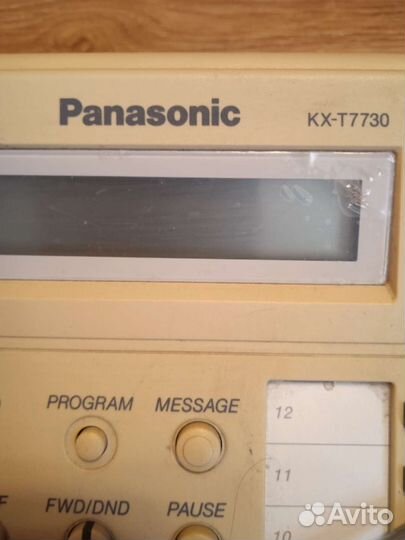 Panasonic KX-T7730
PROGRAM MESSAGE 12
11
FWD/DND PAUSE 10
Avito